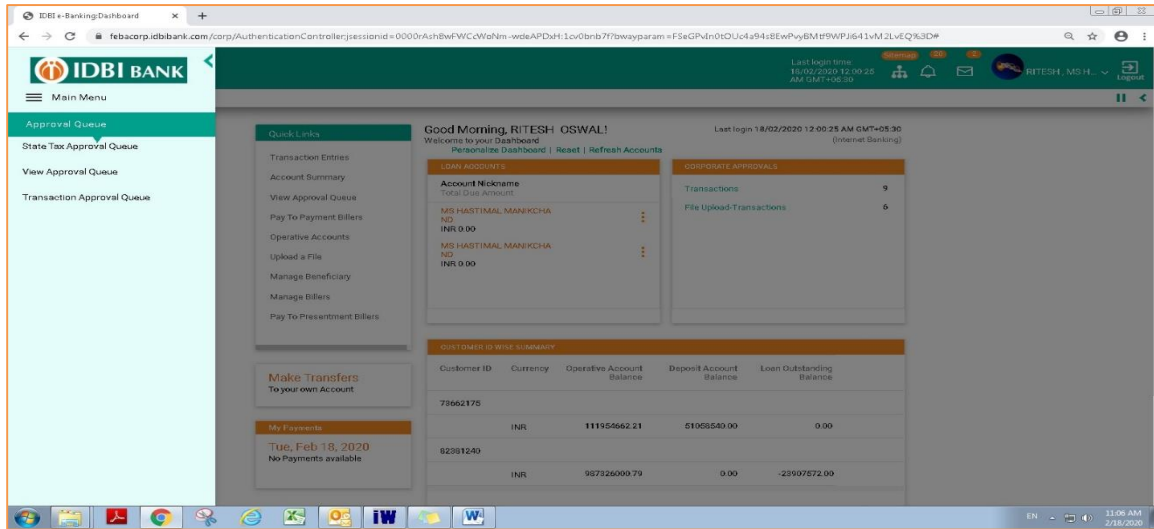 IDBI e-Banking:Dashboard
febacorp.idbibank.com/corp/AuthenticationController;jsessionid=0000rAsh8wFWCcWoNm-wdeAPDxH:1cv0bnb7f?bwayparam=FSeGPvIn0tOUc4a94s8EwPvyBMtf9WPJi641vM2LvEQ%3D#
IDBI BANK
Main Menu
Approval Queue
State Tax Approval Queue
View Approval Queue
Transaction Approval Queue
Last login time
18/02/2020 12:00:25
AM GMT+05:30
Sitemap
20
RITESH , MS H...
Logout
Quick Links
Transaction Entries
Account Summary
View Approval Queue
Pay To Payment Billers
Operative Accounts
Upload a File
Manage Beneficiary
Manage Billers
Pay To Presentment Billers
Make Transfers
To your own Account
My Payments
Tue, Feb 18, 2020
No Payments available
Good Morning, RITESH OSWAL!
Welcome to your Dashboard
Personalize Dashboard | Reset | Refresh Accounts
Last login 18/02/2020 12:00:25 AM GMT+05:30
(Internet Banking)
LOAN ACCOUNTS
Account Nickname
Total Due Amount
MS.HASTIMAL MANIKCHA
ND
INR 0.00
MS.HASTIMAL MANIKCHA
ND
INR 0.00
CORPORATE APPROVALS
Transactions 9
File Upload-Transactions 6
CUSTOMER ID WISE SUMMARY
Customer ID Currency Operative Account Balance Deposit Account Balance Loan Outstanding Balance
73662175
INR 111954662.21 51058540.00 0.00
82381240
INR 987326000.79 0.00 -23907572.00
EN
11:06 AM
2/18/2020